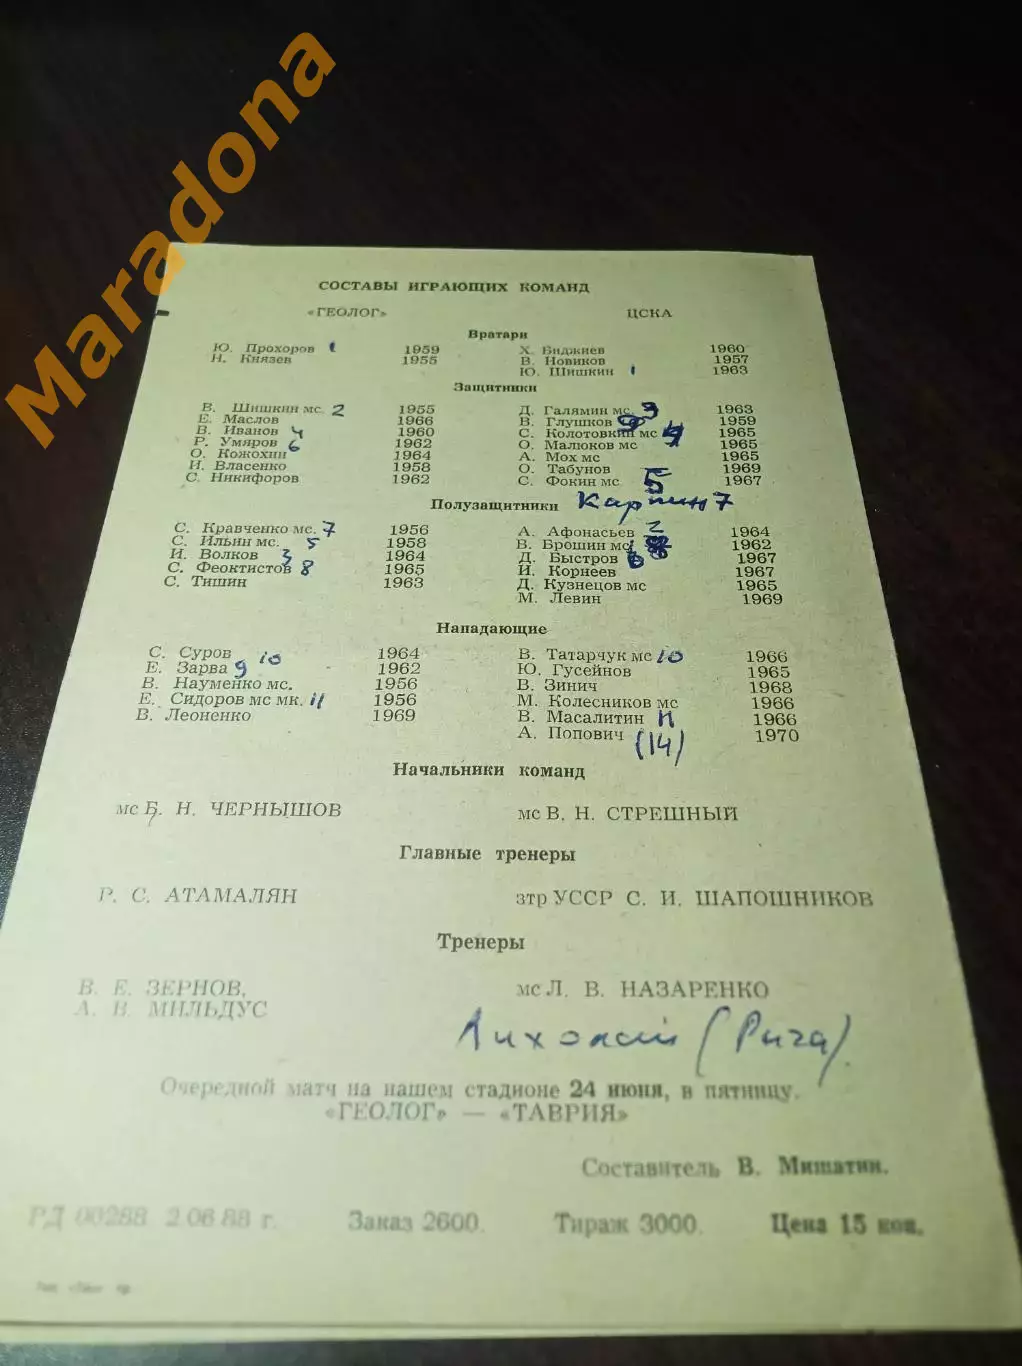 Maradona
СОСТАВЫ ИГРАЮЩИХ КОМАНД
«ГЕОЛОГ» ЦСКА
Вратари
Ю. Прохоров 1 1959 Х. Биджиев 1960
Н. Князев 1955 В. Новиков 1957
Ю. Шишкин 1 1963
Защитники
В. Шишкин мс. 2 1955 Д. Галямин мс. 3 1963
Е. Маслов 1966 В. Глушков 1959
В. Иванов 4 1960 С. Колотовкин мс 4 1965
Р. Умяров 6 1962 О. Малюков мс 1965
О. Кожохин 1964 А. Мох мс 1965
И. Власенко 1958 О. Табунов 1969
С. Никифоров 1962 С. Фокин мс 5 1967
Полузащитники Карпин 7
С. Кравченко мс. 7 1956 А. Афонасьев 2 1964
С. Ильин мс. 5 1958 В. Брошин мс 1962
И. Волков 3 1964 Д. Быстров 6 1967
С. Феоктистов 8 1965 И. Корнеев 1967
С. Тишин 1963 Д. Кузнецов мс 1965
М. Левин 1969
Нападающие
С. Суров 10 1964 В. Татарчук мс 10 1966
Е. Зарва 9 1962 Ю. Гусейнов 1965
В. Науменко мс. 1956 В. Зинич 1968
Е. Сидоров мс мк. 11 1956 М. Колесников мс 1966
В. Леоненко 1969 В. Масалитин 11 1966
А. Попович (14) 1970
Начальники команд
мс Б. Н. ЧЕРНЫШОВ мс В. Н. СТРЕШНЫЙ
Главные тренеры
Р. С. АТАМАЛЯН зтр УССР С. И. ШАПОШНИКОВ
Тренеры
В. Е. ЗЕРНОВ, мс Л. В. НАЗАРЕНКО
А. В. МИЛЬДУС
(Рига)
Очередной матч на нашем стадионе 24 июня, в пятницу.
«ГЕОЛОГ» — «ТАВРИЯ»
Составитель В. Мишатин.
РД 00288 2.06.88 г. Заказ 2600. Тираж 3000. Цена 15 коп.